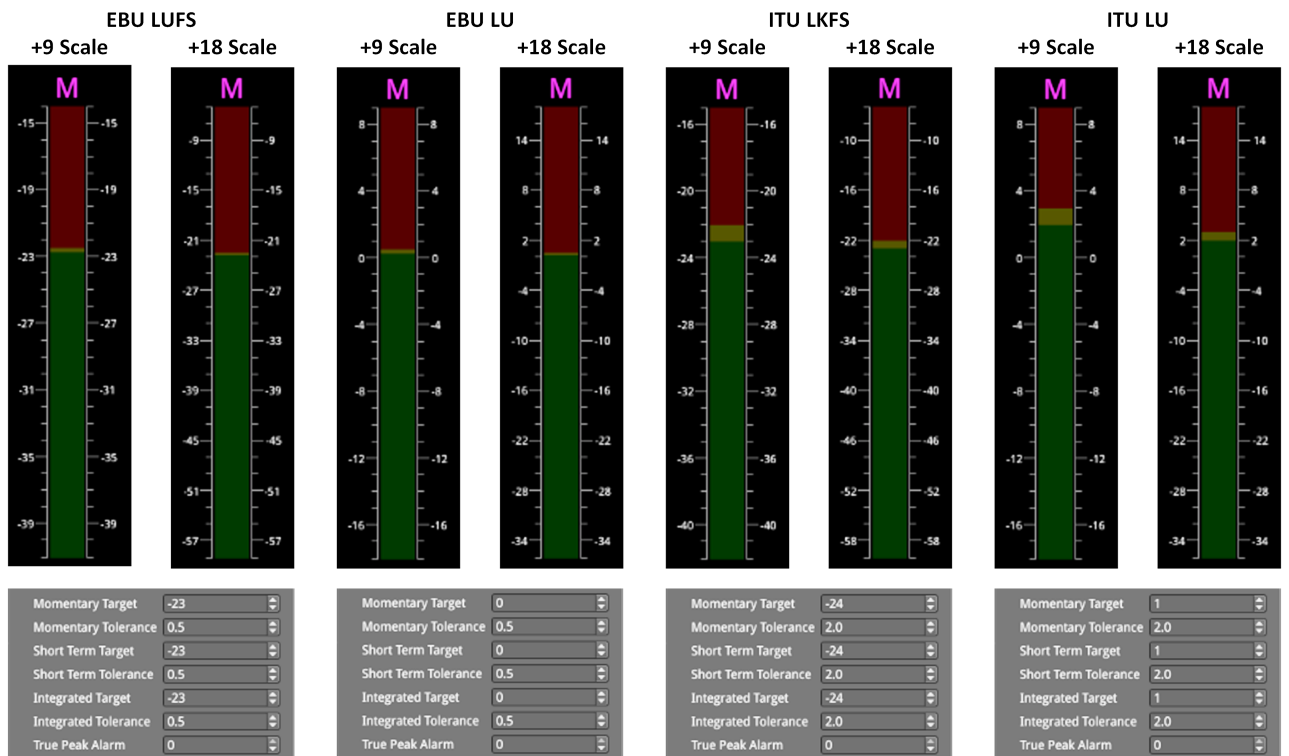 EBU LUFS EBU LU ITU LKFS ITU LU
+9 Scale +18 Scale +9 Scale +18 Scale +9 Scale +18 Scale +9 Scale +18 Scale
M M M M M M M M
-15 -15
-19 -19
-23 -23
-27 -27
-31 -31
-35 -35
-39 -39
-9 -9
-15 -15
-21 -21
-27 -27
-33 -33
-39 -39
-45 -45
-51 -51
-57 -57
8 8
4 4
0 0
-4 -4
-8 -8
-12 -12
-16 -16
14 14
8 8
2 2
-4 -4
-10 -10
-16 -16
-22 -22
-28 -28
-34 -34
-16 -16
-20 -20
-24 -24
-28 -28
-32 -32
-36 -36
-40 -40
-10 -10
-16 -16
-22 -22
-28 -28
-34 -34
-40 -40
-46 -46
-52 -52
-58 -58
8 8
4 4
0 0
-4 -4
-8 -8
-12 -12
-16 -16
14 14
8 8
2 2
-4 -4
-10 -10
-16 -16
-22 -22
-28 -28
-34 -34
Momentary Target -23
Momentary Tolerance 0.5
Short Term Target -23
Short Term Tolerance 0.5
Integrated Target -23
Integrated Tolerance 0.5
True Peak Alarm 0
Momentary Target 0
Momentary Tolerance 0.5
Short Term Target 0
Short Term Tolerance 0.5
Integrated Target 0
Integrated Tolerance 0.5
True Peak Alarm 0
Momentary Target -24
Momentary Tolerance 2.0
Short Term Target -24
Short Term Tolerance 2.0
Integrated Target -24
Integrated Tolerance 2.0
True Peak Alarm 0
Momentary Target 1
Momentary Tolerance 2.0
Short Term Target 1
Short Term Tolerance 2.0
Integrated Target 1
Integrated Tolerance 2.0
True Peak Alarm 0